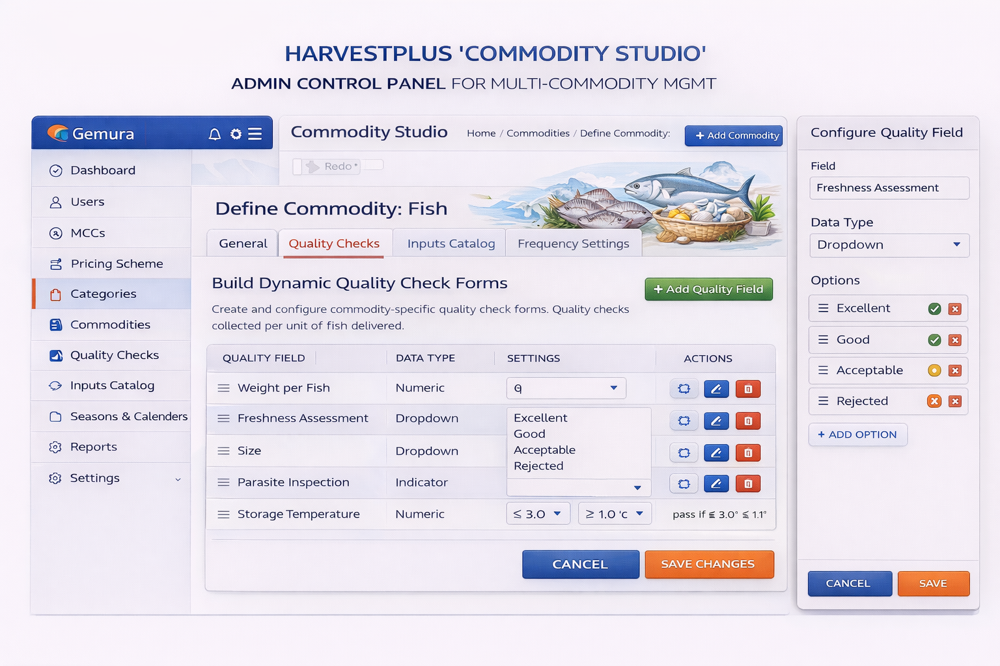 HARVESTPLUS 'COMMODITY STUDIO'
ADMIN CONTROL PANEL FOR MULTI-COMMODITY MGMT
Gemura
Dashboard
Users
MCCs
Pricing Scheme
Categories
Commodities
Quality Checks
Inputs Catalog
Seasons & Calenders
Reports
Settings
Commodity Studio
Home / Commodities / Define Commodity:
+ Add Commodity
Redo
Define Commodity: Fish
General
Quality Checks
Inputs Catalog
Frequency Settings
Build Dynamic Quality Check Forms
+ Add Quality Field
Create and configure commodity-specific quality check forms. Quality checks
collected per unit of fish delivered.
QUALITY FIELD DATA TYPE SETTINGS ACTIONS
Weight per Fish Numeric g
Freshness Assessment Dropdown
Excellent
Good
Acceptable
Rejected
Size Dropdown
Parasite Inspection Indicator
Storage Temperature Numeric ≤ 3.0 ≥ 1.0 °c pass if ≦ 3.0° ≦ 1.1°
CANCEL
SAVE CHANGES
Configure Quality Field
Field
Freshness Assessment
Data Type
Dropdown
Options
Excellent
Good
Acceptable
Rejected
+ ADD OPTION
CANCEL
SAVE